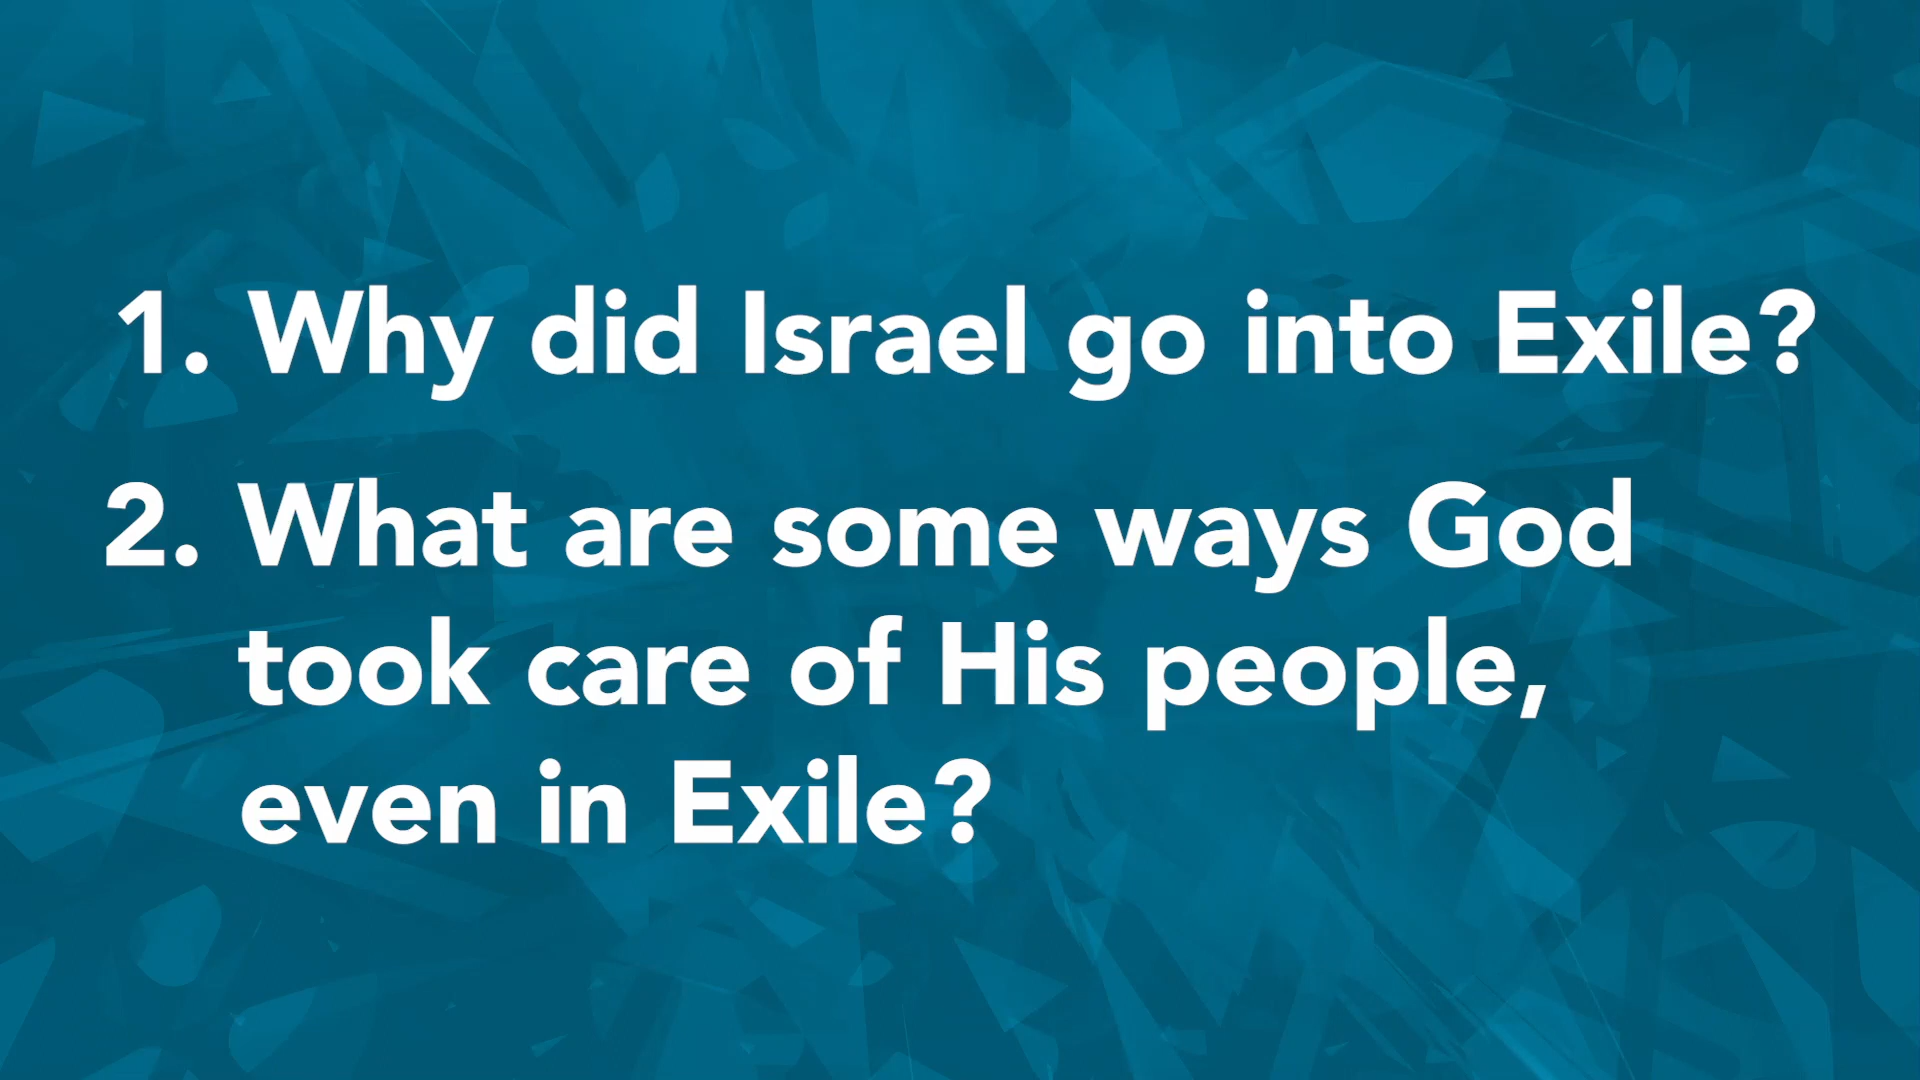 1. Why did Israel go into Exile?
2. What are some ways God
took care of His people,
even in Exile?